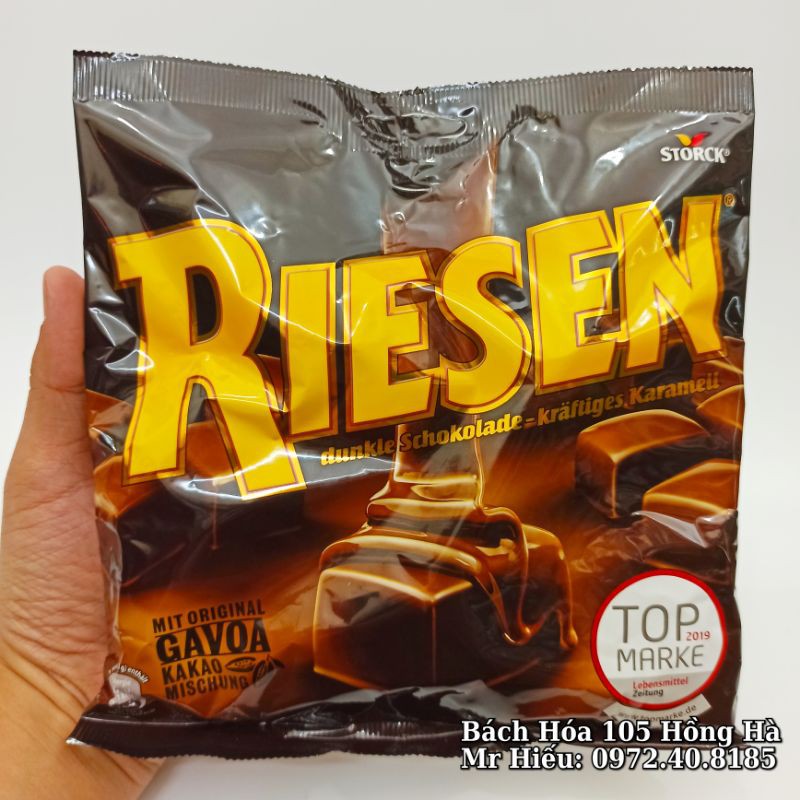 STORCK®
RIESEN®
dunkle Schokolade - kräftiges Karamell
MIT ORIGINAL
GAVOA
KAKAO
MISCHUNG
TOP
2019
MARKE
Lebensmittel
Zeitung
Bách Hóa 105 Hồng Hà
Mr Hiếu: 0972.40.8185